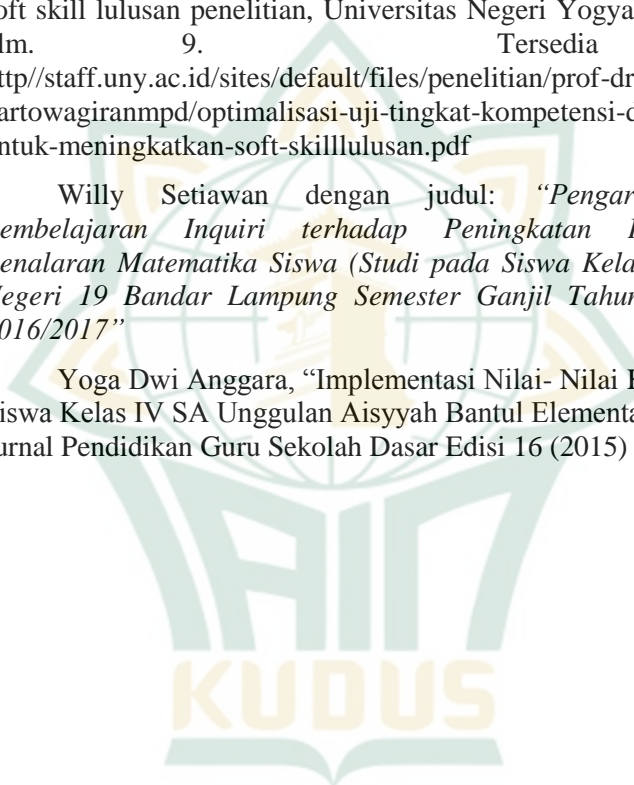 oft skill lulusan penelitian, Universitas Negeri Yogya
lm. 9. Tersedia
ttp//staff.uny.ac.id/sites/default/files/penelitian/prof-dr
artowagiranmpd/optimalisasi-uji-tingkat-kompetensi-d
ntuk-meningkatkan-soft-skilllulusan.pdf
Willy Setiawan dengan judul: “Pengar
embelajaran Inquiri terhadap Peningkatan
enalaran Matematika Siswa (Studi pada Siswa Kela
egeri 19 Bandar Lampung Semester Ganjil Tahun
016/2017”
Yoga Dwi Anggara, “Implementasi Nilai- Nilai
iswa Kelas IV SA Unggulan Aisyyah Bantul Elementa
urnal Pendidikan Guru Sekolah Dasar Edisi 16 (2015)
IAIN
KUDUS